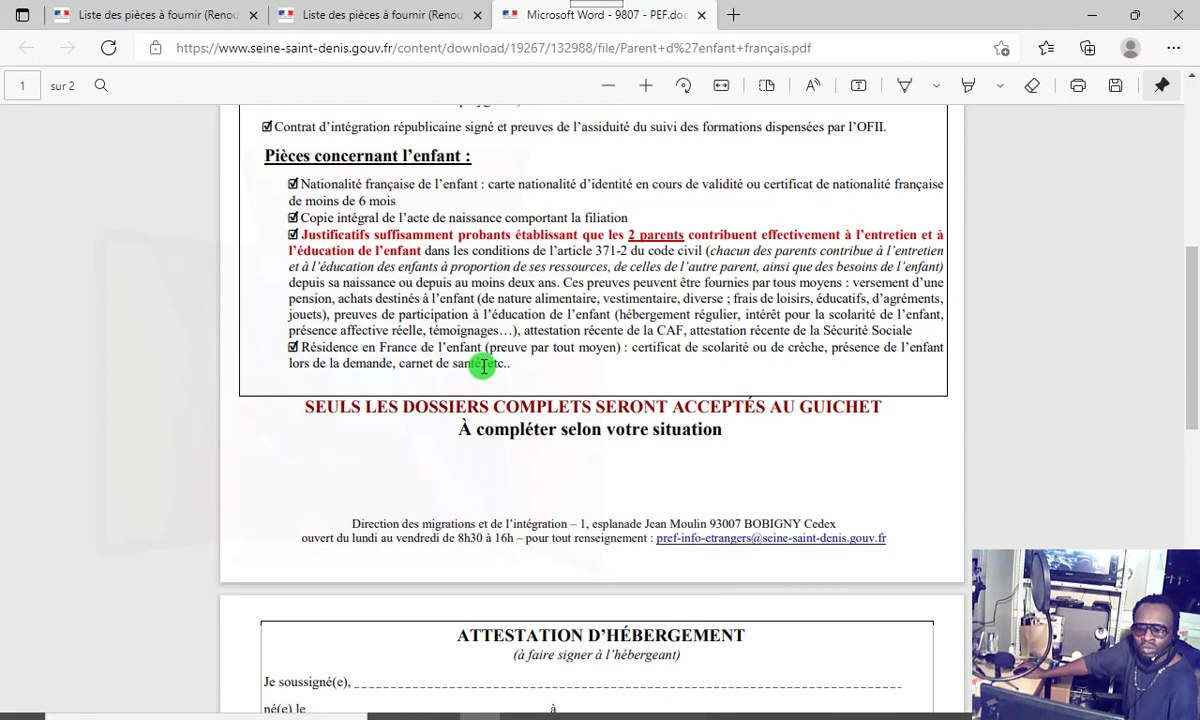 Liste des pièces à fournir (Renou
Liste des pièces à fournir (Renou
Microsoft Word - 9807 - PEF.doc
https://www.seine-saint-denis.gouv.fr/content/download/19267/132988/file/Parent+d%27enfant+français.pdf
1 sur 2
Contrat d'intégration républicaine signé et preuves de l'assiduité du suivi des formations dispensées par l'OFII.
Pièces concernant l'enfant :
Nationalité française de l'enfant : carte nationalité d'identité en cours de validité ou certificat de nationalité française
de moins de 6 mois
Copie intégral de l'acte de naissance comportant la filiation
Justificatifs suffisamment probants établissant que les 2 parents contribuent effectivement à l'entretien et à
l'éducation de l'enfant dans les conditions de l'article 371-2 du code civil (chacun des parents contribue à l'entretien
et à l'éducation des enfants à proportion de ses ressources, de celles de l'autre parent, ainsi que des besoins de l'enfant)
depuis sa naissance ou depuis au moins deux ans. Ces preuves peuvent être fournies par tous moyens : versement d'une
pension, achats destinés à l'enfant (de nature alimentaire, vestimentaire, diverse ; frais de loisirs, éducatifs, d'agréments,
jouets), preuves de participation à l'éducation de l'enfant (hébergement régulier, intérêt pour la scolarité de l'enfant,
présence affective réelle, témoignages…), attestation récente de la CAF, attestation récente de la Sécurité Sociale
Résidence en France de l'enfant (preuve par tout moyen) : certificat de scolarité ou de crèche, présence de l'enfant
lors de la demande, carnet de santé, etc..
SEULS LES DOSSIERS COMPLETS SERONT ACCEPTÉS AU GUICHET
À compléter selon votre situation
Direction des migrations et de l'intégration – 1, esplanade Jean Moulin 93007 BOBIGNY Cedex
ouvert du lundi au vendredi de 8h30 à 16h – pour tout renseignement : pref-info-etrangers@seine-saint-denis.gouv.fr
ATTESTATION D'HÉBERGEMENT
(à faire signer à l'hébergeant)
Je soussigné(e),
né(e) le à